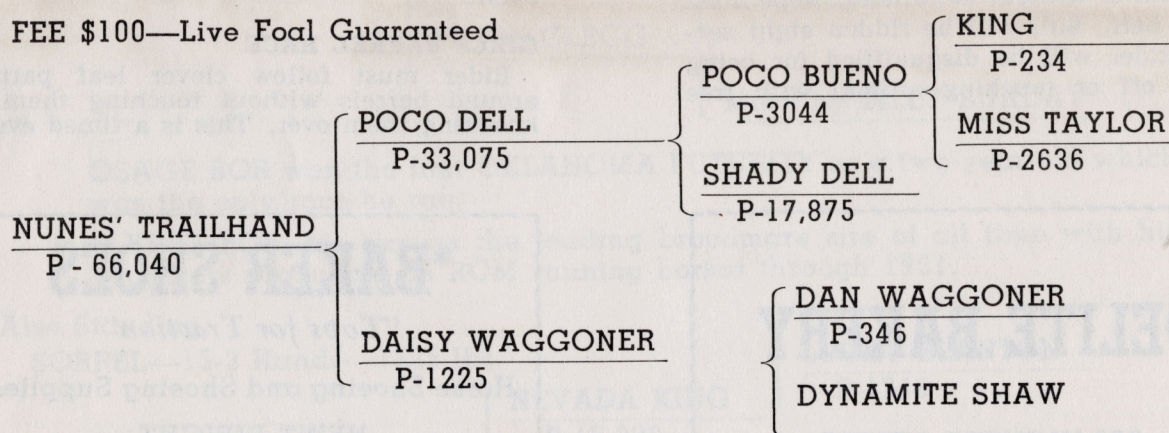 FEE $100—Live Foal Guaranteed
KING
P-234
POCO BUENO
P-3044
MISS TAYLOR
P-2636
POCO DELL
P-33,075
SHADY DELL
P-17,875
NUNES' TRAILHAND
P - 66,040
DAN WAGGONER
P-346
DAISY WAGGONER
P-1225
DYNAMITE SHAW